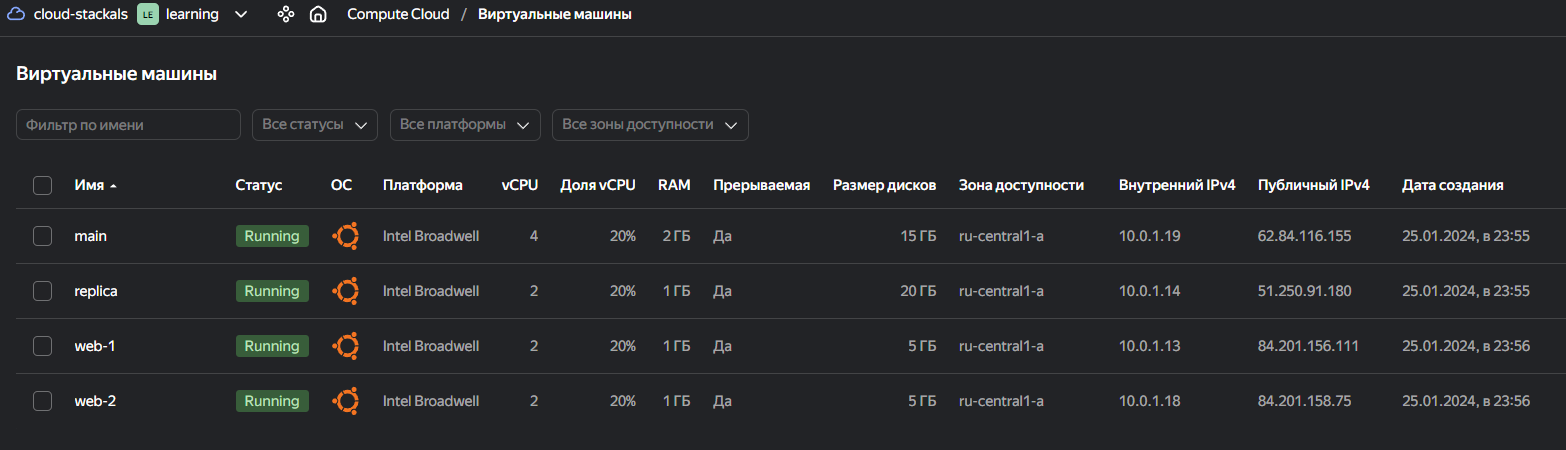 cloud-stackals LE learning Compute Cloud / Виртуальные машины
Виртуальные машины
Фильтр по имени Все статусы Все платформы Все зоны доступности
Имя Статус ОС Платформа vCPU Доля vCPU RAM Прерываемая Размер дисков Зона доступности Внутренний IPv4 Публичный IPv4 Дата создания
main Running Intel Broadwell 4 20% 2 ГБ Да 15 ГБ ru-central1-a 10.0.1.19 62.84.116.155 25.01.2024, в 23:55
replica Running Intel Broadwell 2 20% 1 ГБ Да 20 ГБ ru-central1-a 10.0.1.14 51.250.91.180 25.01.2024, в 23:55
web-1 Running Intel Broadwell 2 20% 1 ГБ Да 5 ГБ ru-central1-a 10.0.1.13 84.201.156.111 25.01.2024, в 23:56
web-2 Running Intel Broadwell 2 20% 1 ГБ Да 5 ГБ ru-central1-a 10.0.1.18 84.201.158.75 25.01.2024, в 23:56